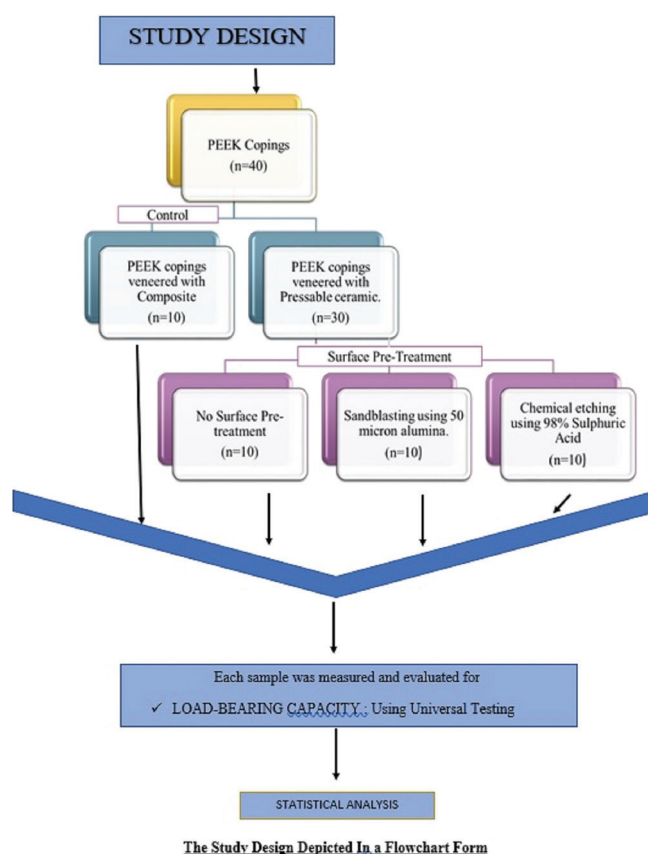 STUDY DESIGN
PEEK Copings
(n=40)
Control
PEEK copings
veneered with
Composite
(n=10)
PEEK copings
veneered with
Pressable ceramic.
(n=30)
Surface Pre-Treatment
No Surface Pre-
treatment
(n=10)
Sandblasting using 50
micron alumina.
(n=10}
Chemical etching
using 98% Sulphuric
Acid
(n=10}
Each sample was measured and evaluated for
✓ LOAD-BEARING CAPACITY : Using Universal Testing
STATISTICAL ANALYSIS
The Study Design Depicted In a Flowchart Form